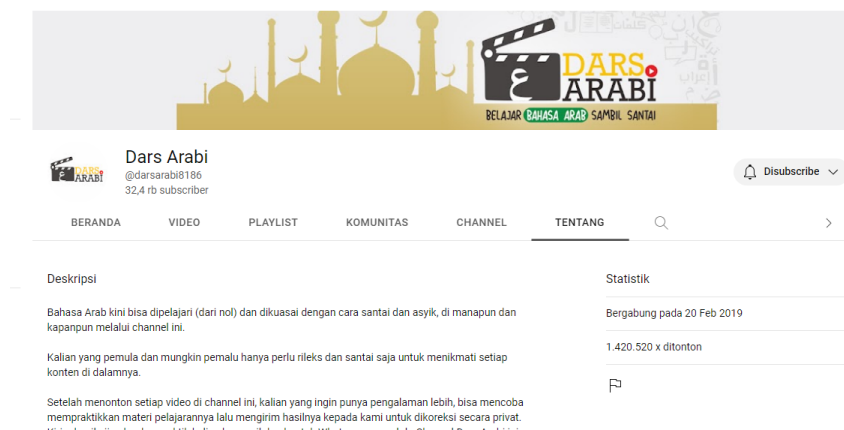 DARS
ARABI
BELAJAR BAHASA ARAB SAMBIL SANTAI
ع
إعراب
DARS
ARABI
ع
Dars Arabi
@darsarabi8186
32,4 rb subscriber
Disubscribe
BERANDA VIDEO PLAYLIST KOMUNITAS CHANNEL TENTANG
Deskripsi
Bahasa Arab kini bisa dipelajari (dari nol) dan dikuasai dengan cara santai dan asyik, di manapun dan
kapanpun melalui channel ini.
Kalian yang pemula dan mungkin pemalu hanya perlu rileks dan santai saja untuk menikmati setiap
konten di dalamnya.
Setelah menonton setiap video di channel ini, kalian yang ingin punya pengalaman lebih, bisa mencoba
mempraktikkan materi pelajarannya lalu mengirim hasilnya kepada kami untuk dikoreksi secara privat.
Statistik
Bergabung pada 20 Feb 2019
1.420.520 x ditonton